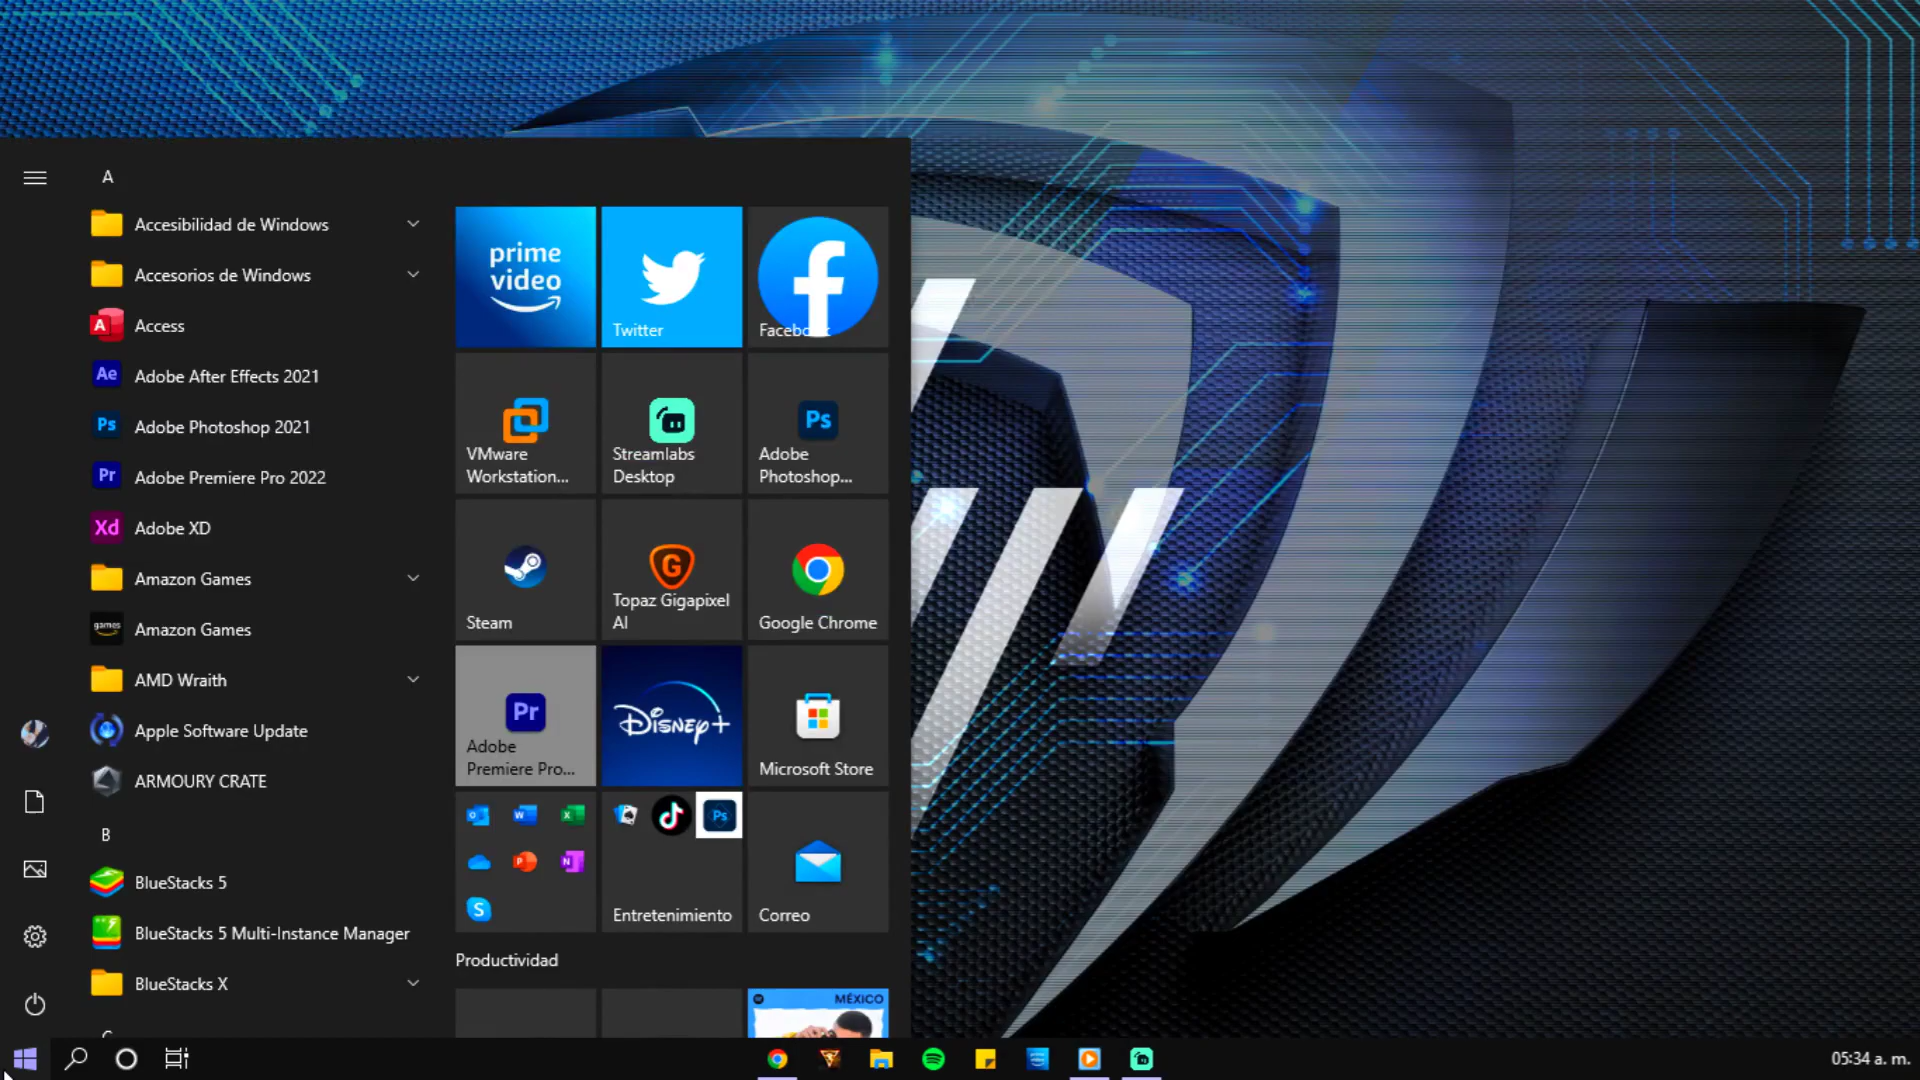 A
Accesibilidad de Windows
Accesorios de Windows
Access
Adobe After Effects 2021
Adobe Photoshop 2021
Adobe Premiere Pro 2022
Adobe XD
Amazon Games
Amazon Games
AMD Wraith
Apple Software Update
ARMOURY CRATE
B
BlueStacks 5
BlueStacks 5 Multi-Instance Manager
BlueStacks X
prime
video
Twitter
VMware
Workstation...
Streamlabs
Desktop
Adobe
Photoshop...
Steam
Topaz Gigapixel
AI
Google Chrome
Adobe
Premiere Pro...
Disney+
Microsoft Store
Entretenimiento
Correo
Productividad
MÉXICO
05:34 a. m.